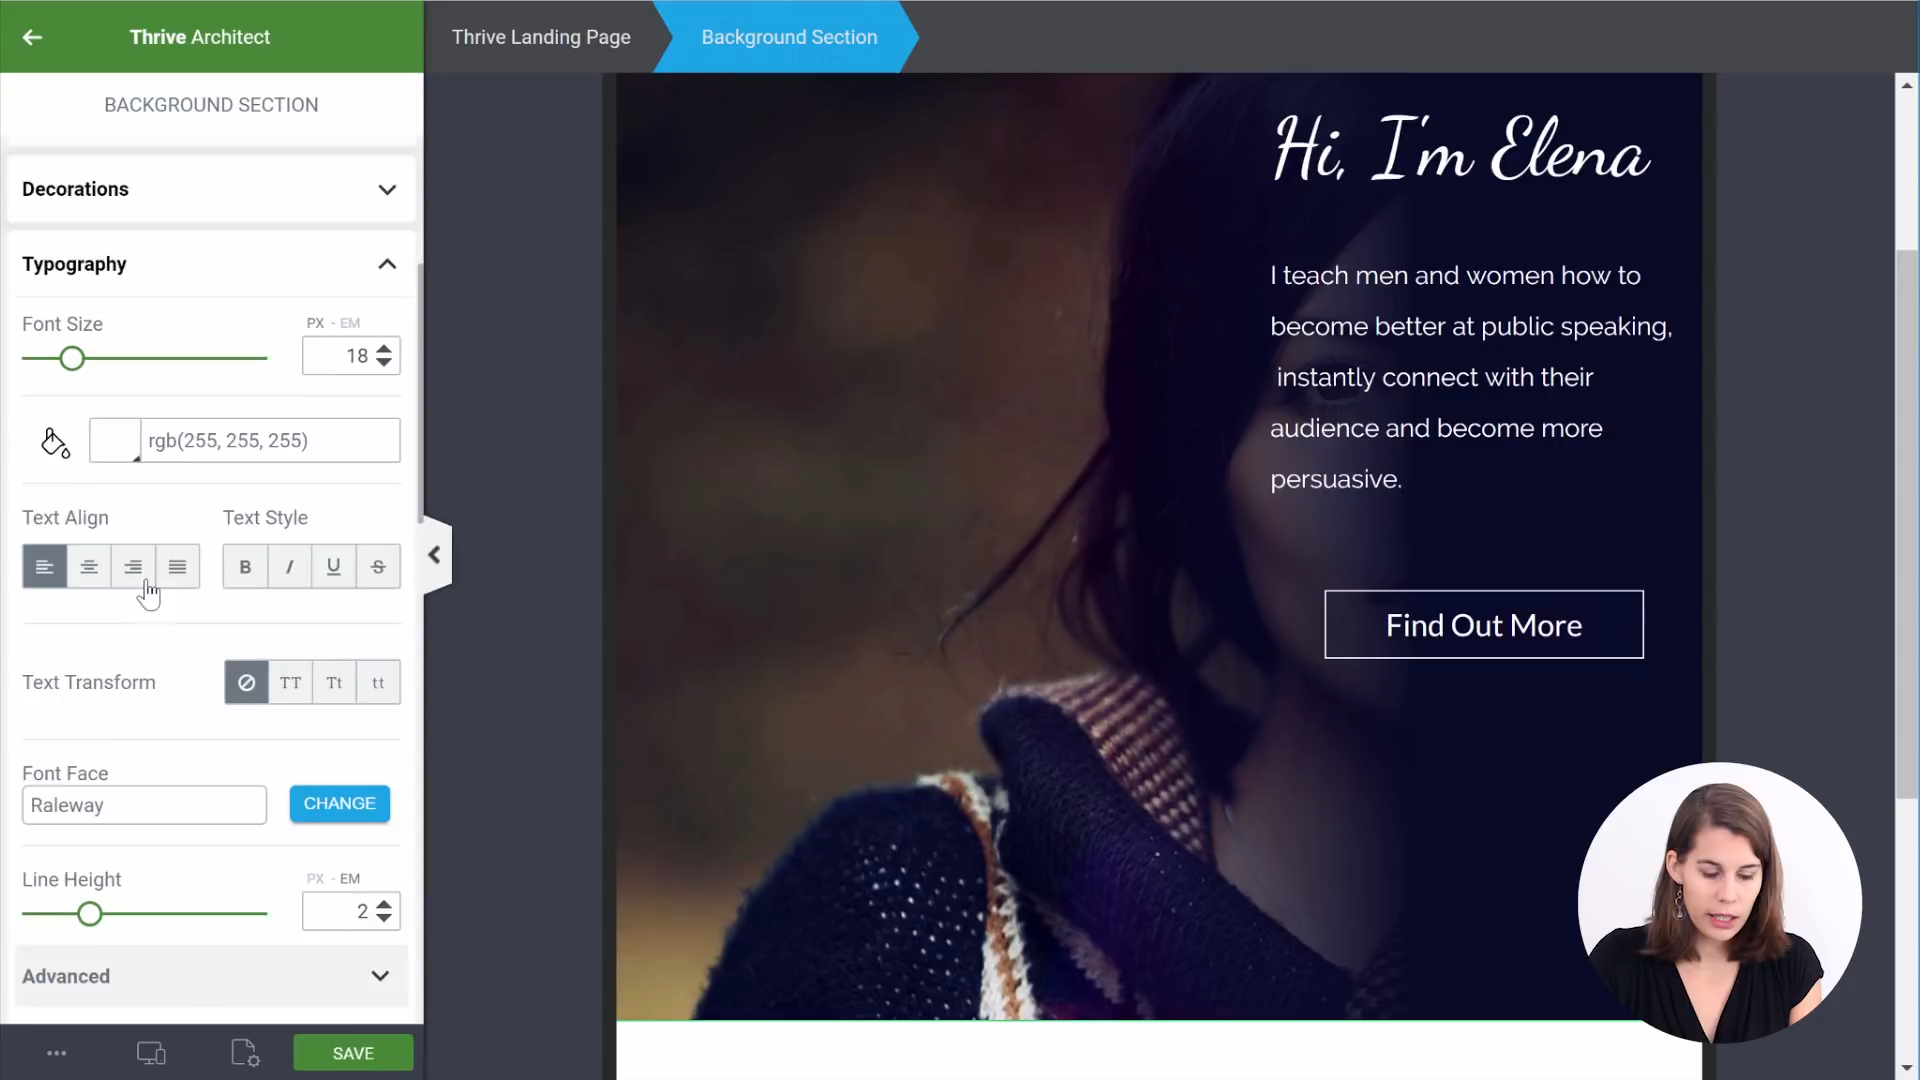 Thrive Architect
Thrive Landing Page
Background Section
BACKGROUND SECTION
Decorations
Typography
Font Size
PX - EM
18
rgb(255, 255, 255)
Text Align
Text Style
B I U S
Text Transform
TT Tt tt
Font Face
Raleway
CHANGE
Line Height
PX - EM
2
Advanced
SAVE
Hi, I'm Elena
I teach men and women how to
become better at public speaking,
instantly connect with their
audience and become more
persuasive.
Find Out More